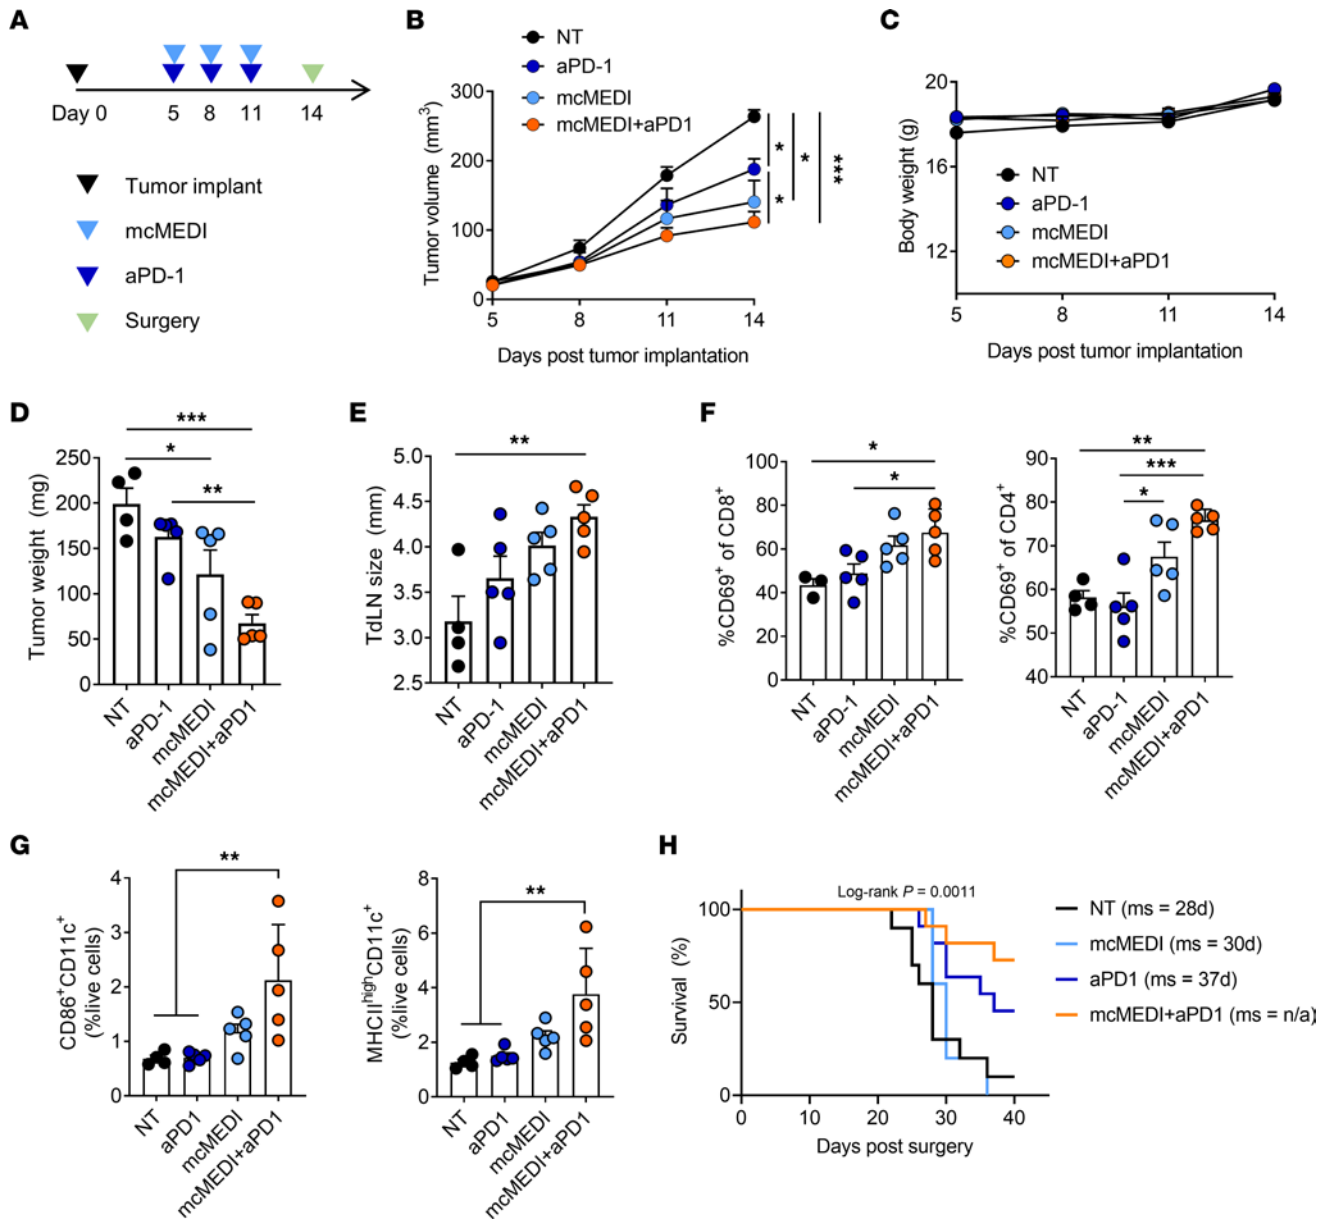 A
Day 0 5 8 11 14
Tumor implant
mcMEDI
aPD-1
Surgery
B
NT
aPD-1
mcMEDI
mcMEDI+aPD1
Tumor volume (mm³)
300
200
100
0
5 8 11 14
Days post tumor implantation
*
*
*
***
C
Body weight (g)
20
16
12
NT
aPD-1
mcMEDI
mcMEDI+aPD1
5 8 11 14
Days post tumor implantation
D
***
*
**
Tumor weight (mg)
250
200
150
100
50
0
NT
aPD-1
mcMEDI
mcMEDI+aPD1
E
**
TdLN size (mm)
5.0
4.5
4.0
3.5
3.0
2.5
NT
aPD-1
mcMEDI
mcMEDI+aPD1
F
*
*
%CD69⁺ of CD8⁺
100
80
60
40
20
0
NT
aPD-1
mcMEDI
mcMEDI+aPD1
**
***
*
%CD69⁺ of CD4⁺
90
80
70
60
50
40
NT
aPD-1
mcMEDI
mcMEDI+aPD1
G
**
CD86⁺CD11c⁺
(%live cells)
4
3
2
1
0
NT
aPD1
mcMEDI
mcMEDI+aPD1
**
MHCIIʰⁱᵍʰCD11c⁺
(%live cells)
8
6
4
2
0
NT
aPD1
mcMEDI
mcMEDI+aPD1
H
Log-rank P = 0.0011
Survival (%)
100
50
0
0 10 20 30 40
Days post surgery
NT (ms = 28d)
mcMEDI (ms = 30d)
aPD1 (ms = 37d)
mcMEDI+aPD1 (ms = n/a)